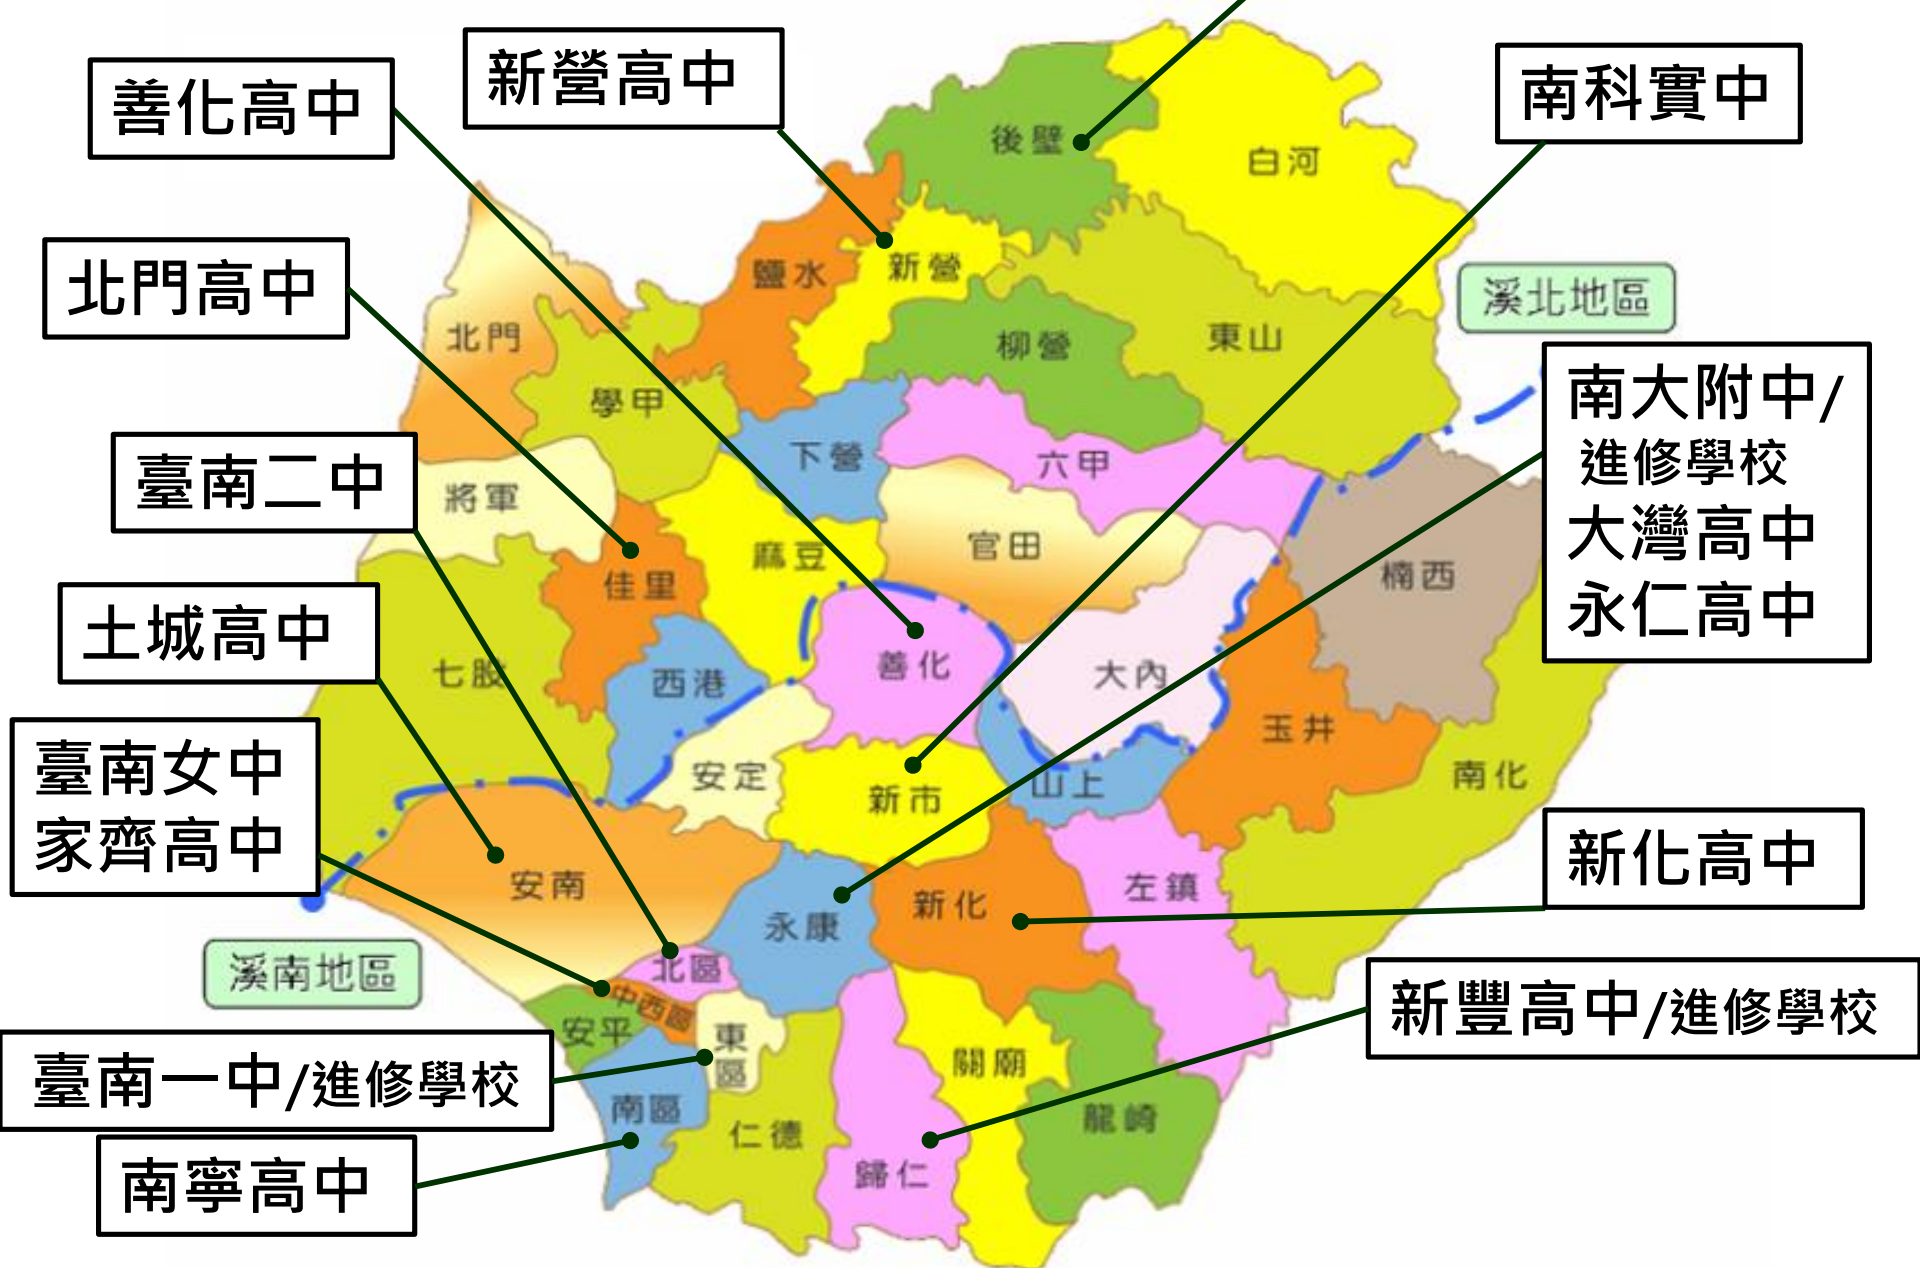 新營高中
善化高中
南科實中
後壁
白河
北門高中
鹽水
新營
溪北地區
北門
柳營
東山
學甲
南大附中/
進修學校
大灣高中
永仁高中
臺南二中
下營
六甲
將軍
官田
麻豆
佳里
楠西
土城高中
七股
西港
善化
大內
臺南女中
家齊高中
安定
新市
山上
玉井
南化
新化高中
安南
永康
新化
左鎮
溪南地區
北區
中西區
安平
東區
新豐高中/進修學校
臺南一中/進修學校
關廟
南區
仁德
龍崎
歸仁
南寧高中